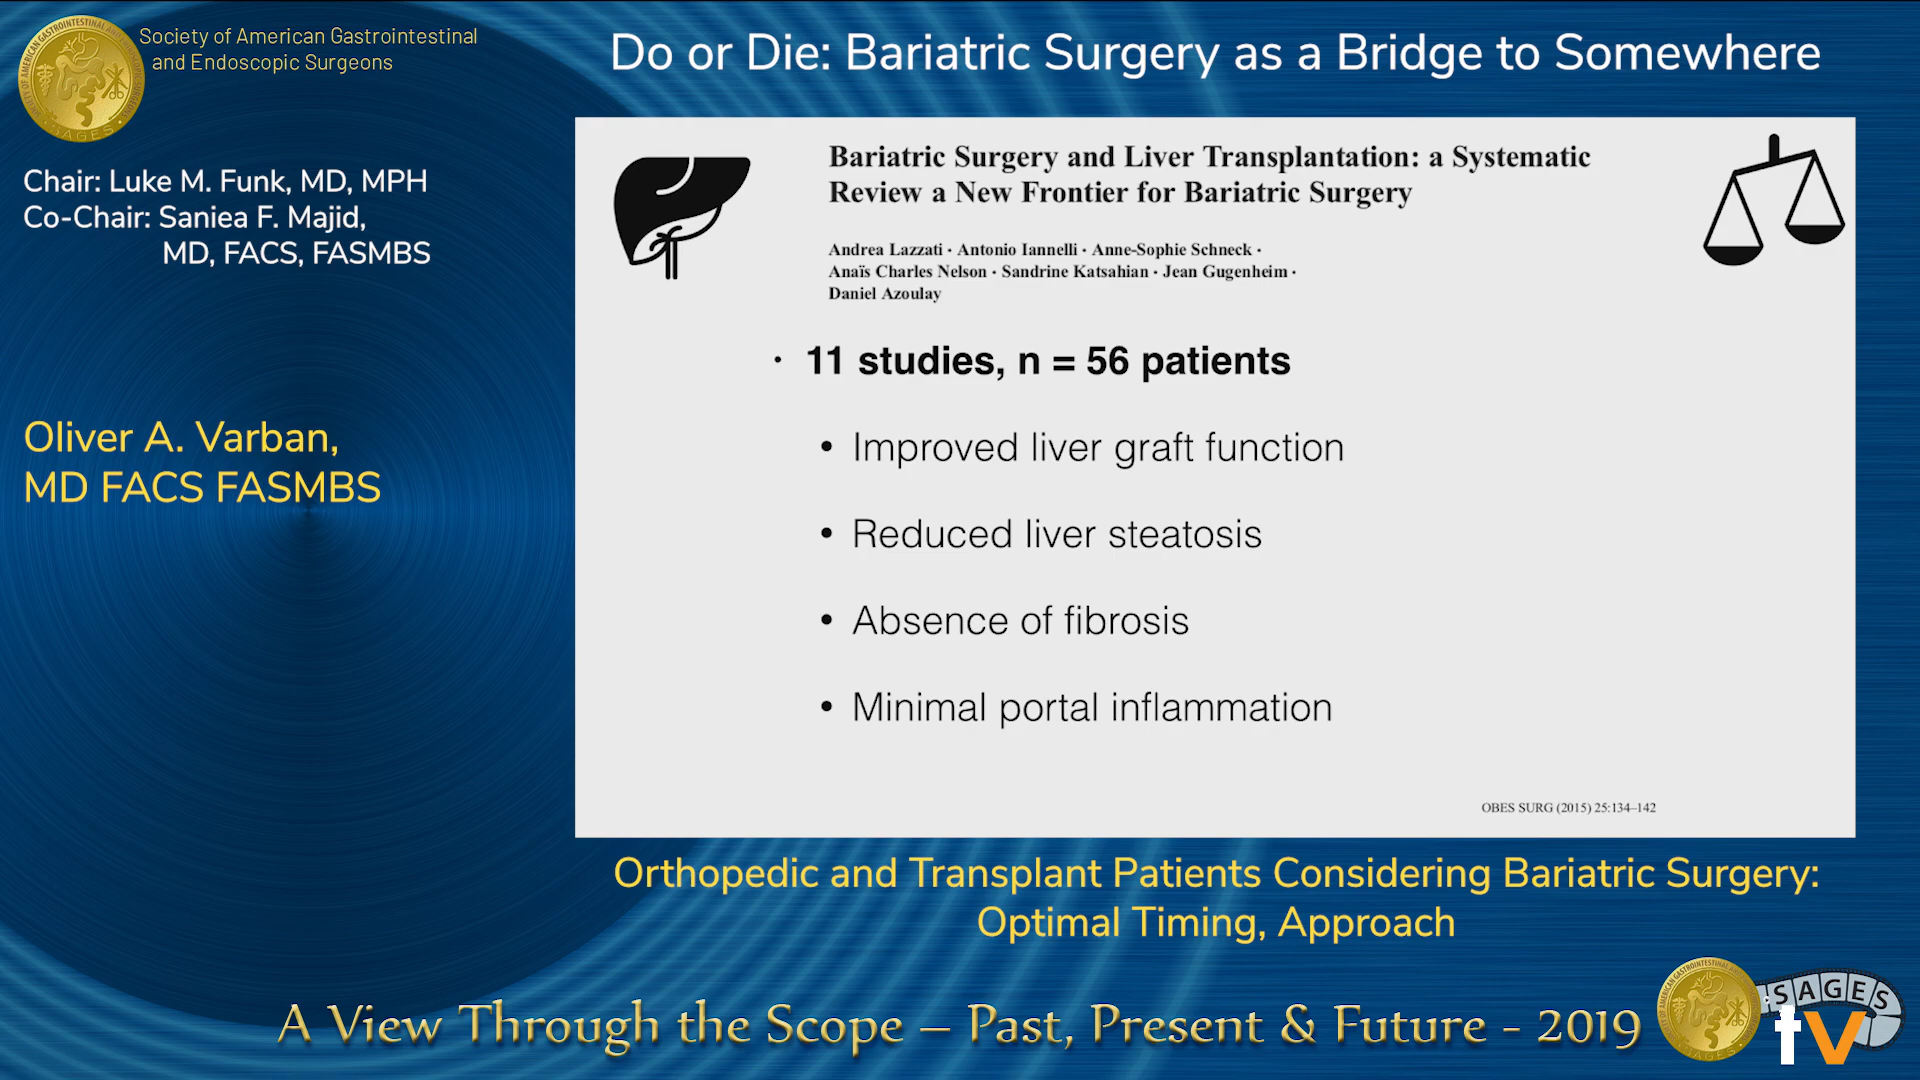 Society of American Gastrointestinal
and Endoscopic Surgeons
Do or Die: Bariatric Surgery as a Bridge to Somewhere
Chair: Luke M. Funk, MD, MPH
Co-Chair: Saniea F. Majid,
MD, FACS, FASMBS
Oliver A. Varban,
MD FACS FASMBS
Bariatric Surgery and Liver Transplantation: a Systematic
Review a New Frontier for Bariatric Surgery
Andrea Lazzati · Antonio Iannelli · Anne-Sophie Schneck ·
Anaïs Charles Nelson · Sandrine Katsahian · Jean Gugenheim ·
Daniel Azoulay
· 11 studies, n = 56 patients
• Improved liver graft function
• Reduced liver steatosis
• Absence of fibrosis
• Minimal portal inflammation
OBES SURG (2015) 25:134–142
Orthopedic and Transplant Patients Considering Bariatric Surgery:
Optimal Timing, Approach
A View Through the Scope – Past, Present & Future - 2019
SAGES
tv